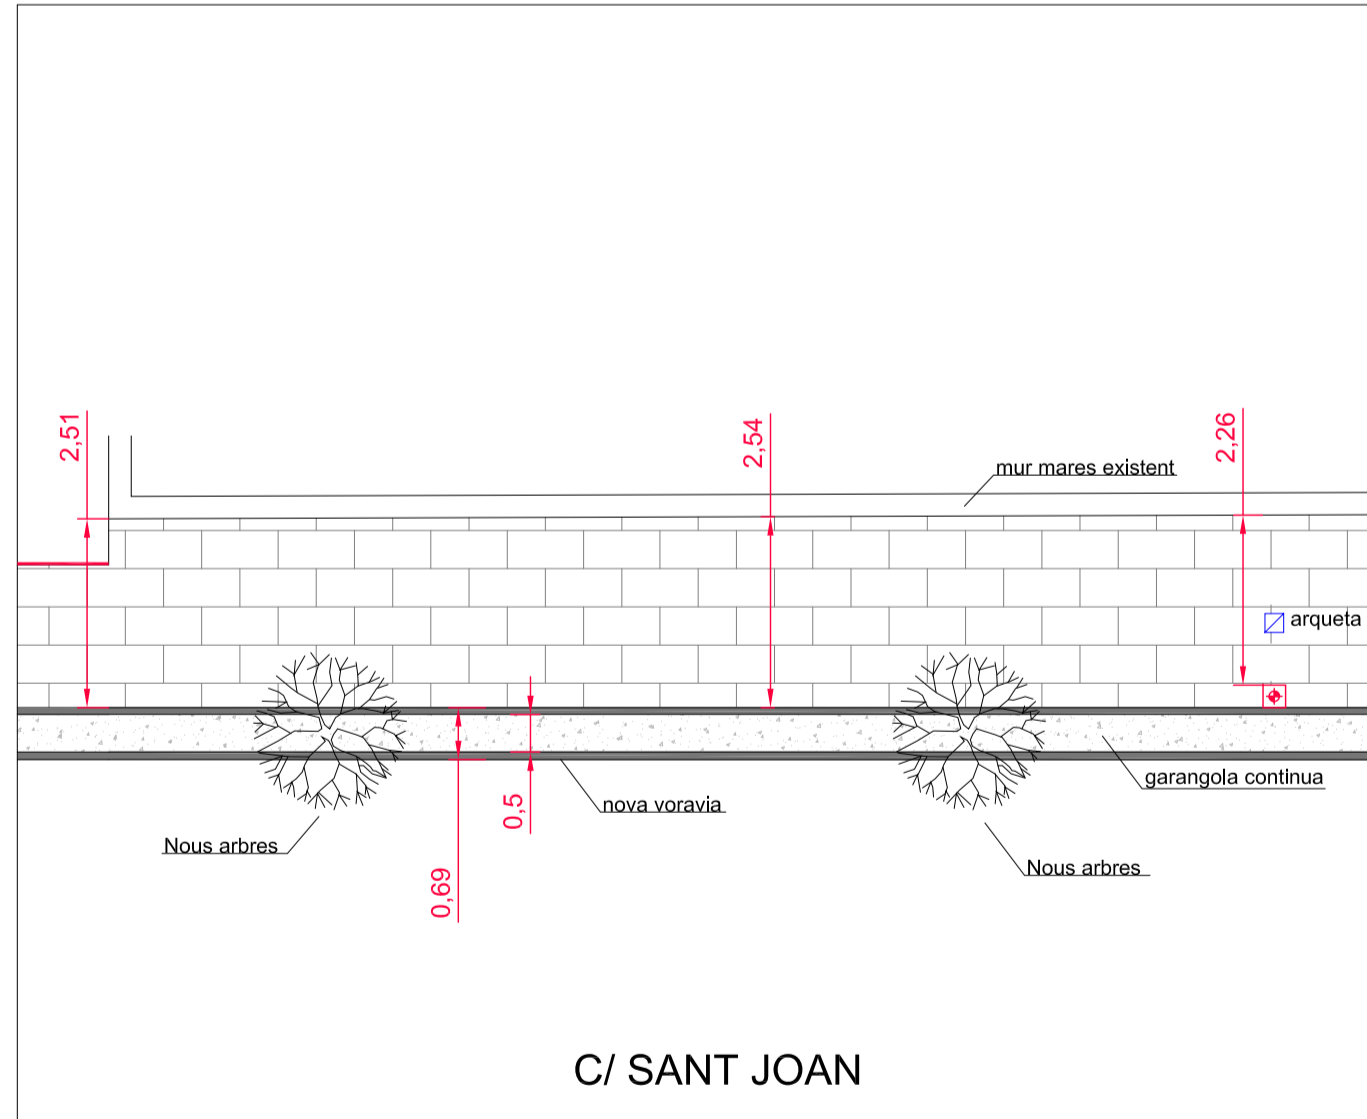 2,51
2,54
2,26
mur mares existent
arqueta
garangola continua
nova voravia
0,5
Nous arbres
Nous arbres
0,69
C/ SANT JOAN